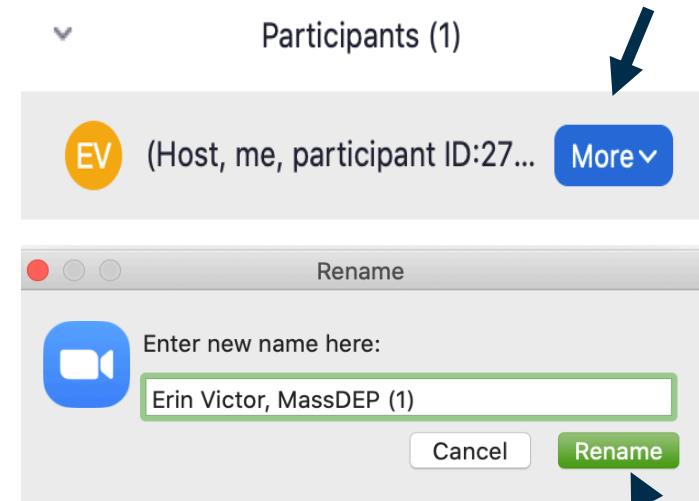 Participants (1)
EV (Host, me, participant ID:27... More
Rename
Enter new name here:
Erin Victor, MassDEP (1)
Cancel Rename